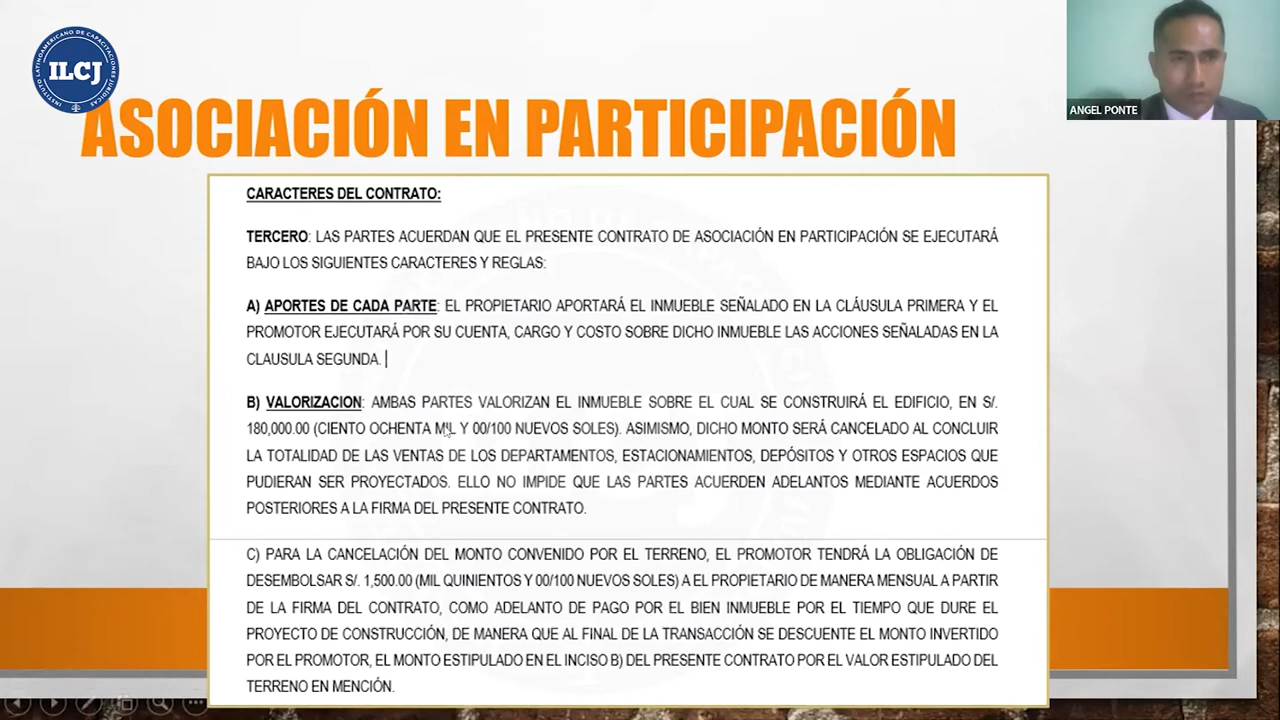 INSTITUTO LATINOAMERICANO DE CAPACITACIONES JURIDICAS
ILCJ
ANGEL PONTE
ASOCIACIÓN EN PARTICIPACIÓN
CARACTERES DEL CONTRATO:
TERCERO: LAS PARTES ACUERDAN QUE EL PRESENTE CONTRATO DE ASOCIACIÓN EN PARTICIPACIÓN SE EJECUTARÁ
BAJO LOS SIGUIENTES CARACTERES Y REGLAS:
A) APORTES DE CADA PARTE: EL PROPIETARIO APORTARÁ EL INMUEBLE SEÑALADO EN LA CLÁUSULA PRIMERA Y EL
PROMOTOR EJECUTARÁ POR SU CUENTA, CARGO Y COSTO SOBRE DICHO INMUEBLE LAS ACCIONES SEÑALADAS EN LA
CLAUSULA SEGUNDA.
B) VALORIZACION: AMBAS PARTES VALORIZAN EL INMUEBLE SOBRE EL CUAL SE CONSTRUIRÁ EL EDIFICIO, EN S/.
180,000.00 (CIENTO OCHENTA MIL Y 00/100 NUEVOS SOLES). ASIMISMO, DICHO MONTO SERÁ CANCELADO AL CONCLUIR
LA TOTALIDAD DE LAS VENTAS DE LOS DEPARTAMENTOS, ESTACIONAMIENTOS, DEPÓSITOS Y OTROS ESPACIOS QUE
PUDIERAN SER PROYECTADOS. ELLO NO IMPIDE QUE LAS PARTES ACUERDEN ADELANTOS MEDIANTE ACUERDOS
POSTERIORES A LA FIRMA DEL PRESENTE CONTRATO.
C) PARA LA CANCELACIÓN DEL MONTO CONVENIDO POR EL TERRENO, EL PROMOTOR TENDRÁ LA OBLIGACIÓN DE
DESEMBOLSAR S/. 1,500.00 (MIL QUINIENTOS Y 00/100 NUEVOS SOLES) A EL PROPIETARIO DE MANERA MENSUAL A PARTIR
DE LA FIRMA DEL CONTRATO, COMO ADELANTO DE PAGO POR EL BIEN INMUEBLE POR EL TIEMPO QUE DURE EL
PROYECTO DE CONSTRUCCIÓN, DE MANERA QUE AL FINAL DE LA TRANSACCIÓN SE DESCUENTE EL MONTO INVERTIDO
POR EL PROMOTOR, EL MONTO ESTIPULADO EN EL INCISO B) DEL PRESENTE CONTRATO POR EL VALOR ESTIPULADO DEL
TERRENO EN MENCIÓN.